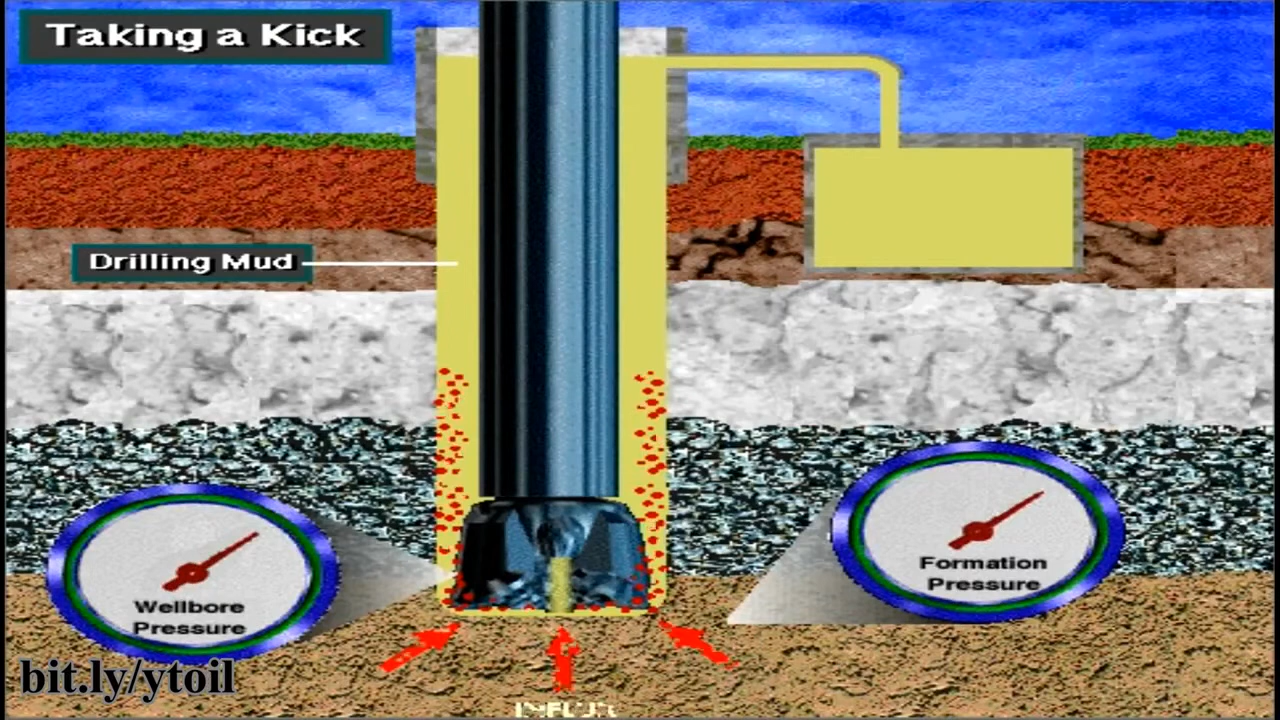 Taking a Kick
Drilling Mud
Formation
Pressure
Wellbore
Pressure
bit.ly/ytoil